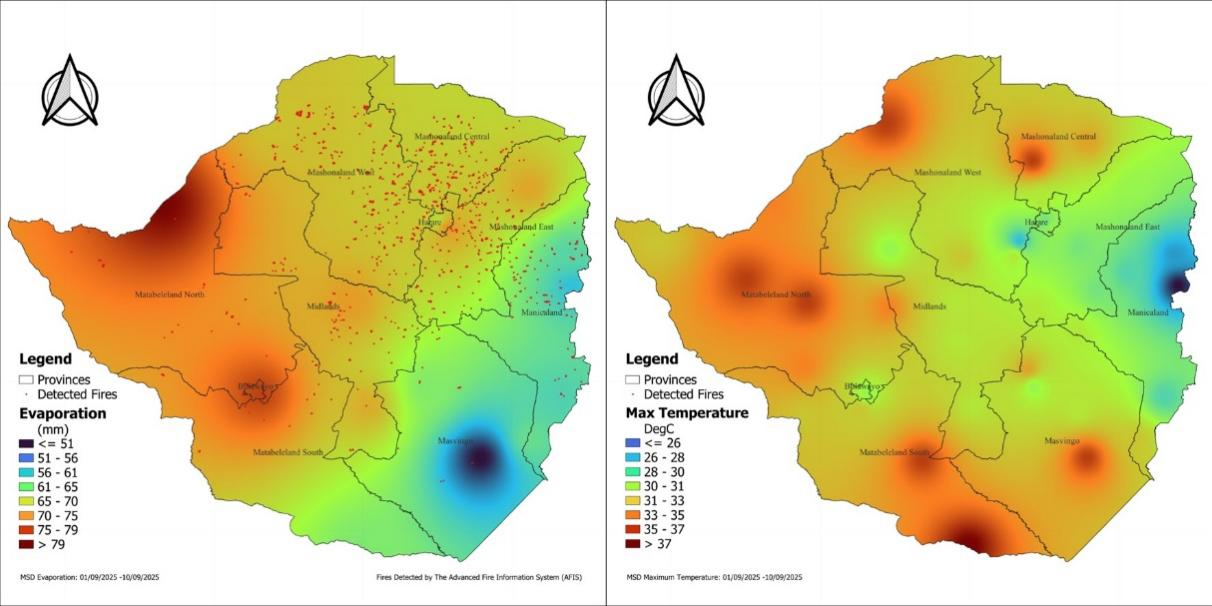 Mashonaland Central
Mashonaland West
Harare
Mashonaland East
Matabeleland North
Midlands
Manicaland
Bulawayo
Masvingo
Matabeleland South
Legend
Provinces
Detected Fires
Evaporation
(mm)
<= 51
51 - 56
56 - 61
61 - 65
65 - 70
70 - 75
75 - 79
> 79
MSD Evaporation: 01/09/2025 -10/09/2025
Fires Detected by The Advanced Fire Information System (AFIS)
Mashonaland Central
Mashonaland West
Harare
Mashonaland East
Matabeleland North
Midlands
Manicaland
Bulawayo
Masvingo
Matabeleland South
Legend
Provinces
Detected Fires
Max Temperature
DegC
<= 26
26 - 28
28 - 30
30 - 31
31 - 33
33 - 35
35 - 37
> 37
MSD Maximum Temperature: 01/09/2025 -10/09/2025